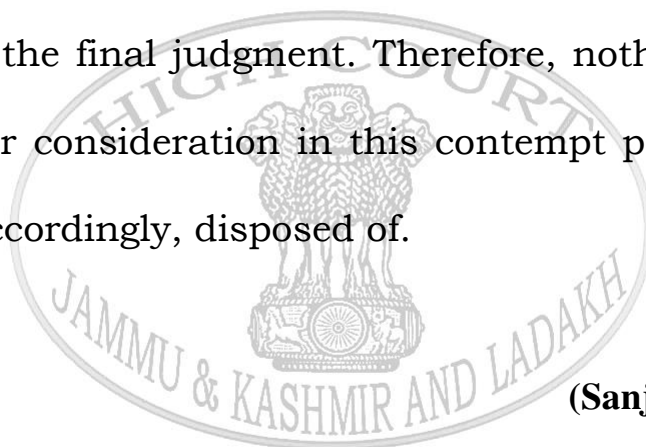 the final judgment. Therefore, noth
r consideration in this contempt p
ccordingly, disposed of.
HIGH COURT
JAMMU & KASHMIR AND LADAKH
(Sanj